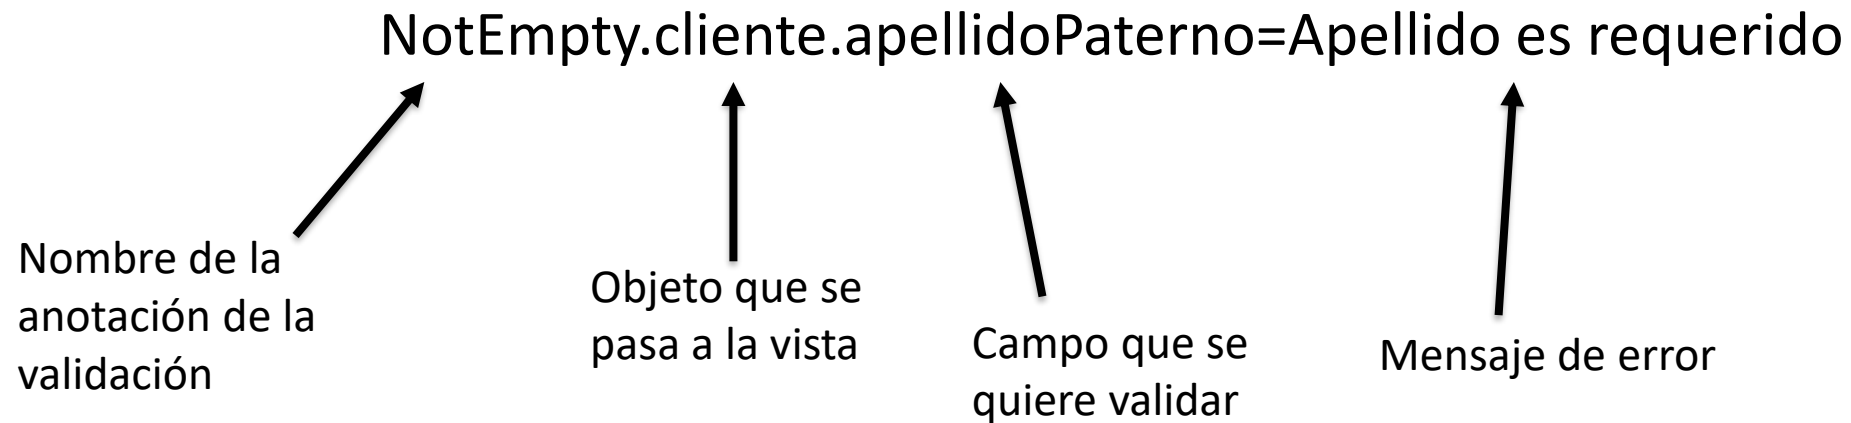 NotEmpty.cliente.apellidoPaterno=Apellido es requerido
Nombre de la
anotación de la
validación
Objeto que se
pasa a la vista
Campo que se
quiere validar
Mensaje de error